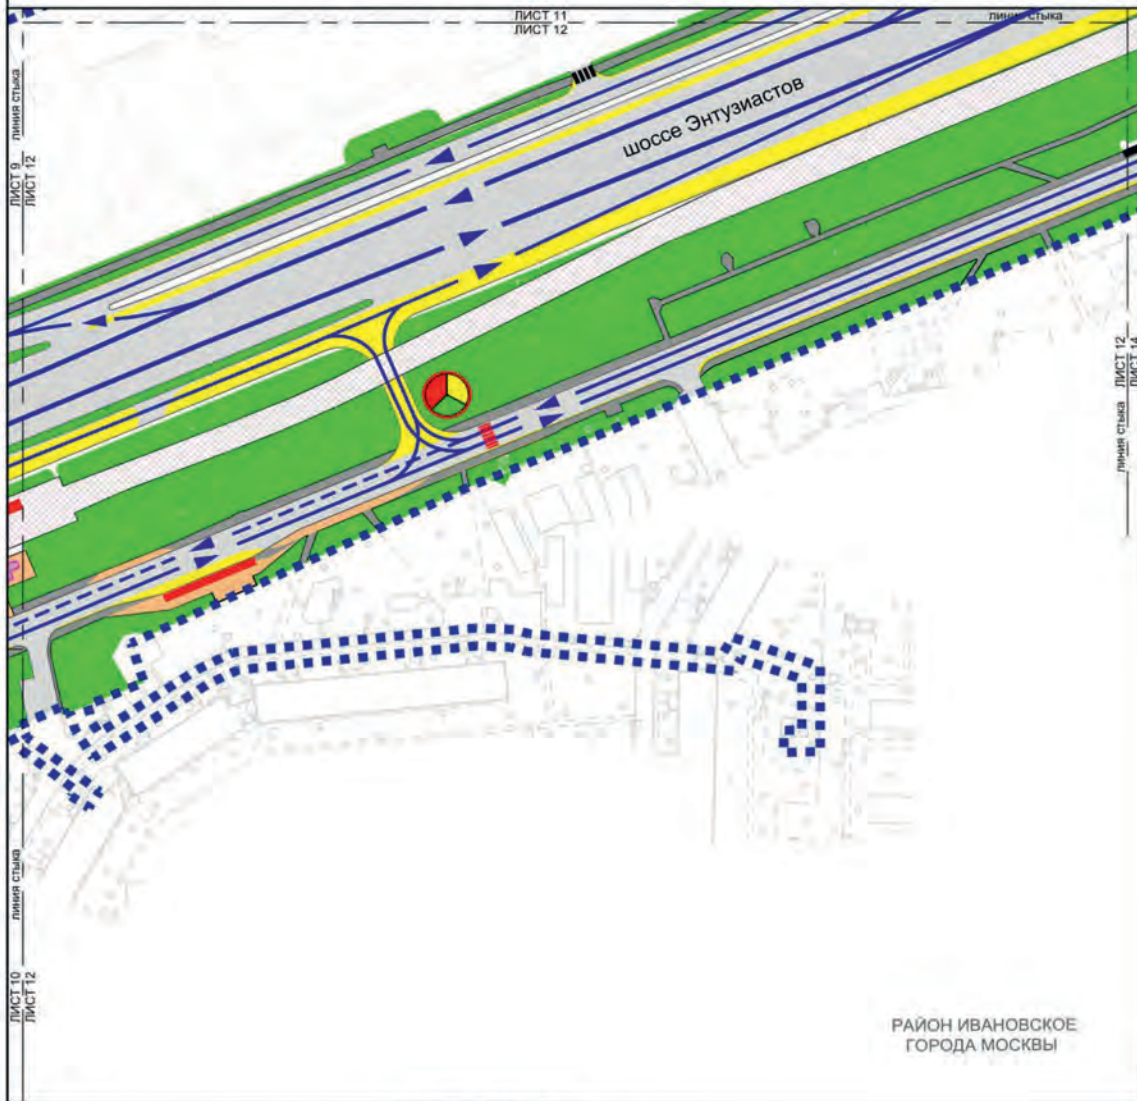 ЛИСТ 11
ЛИСТ 12
линия стыка
линия стыка
ЛИСТ 9
ЛИСТ 12
шоссе Энтузиастов
ЛИСТ 12
ЛИСТ 14
линия стыка
линия стыка
ЛИСТ 10
ЛИСТ 12
РАЙОН ИВАНОВСКОЕ
ГОРОДА МОСКВЫ